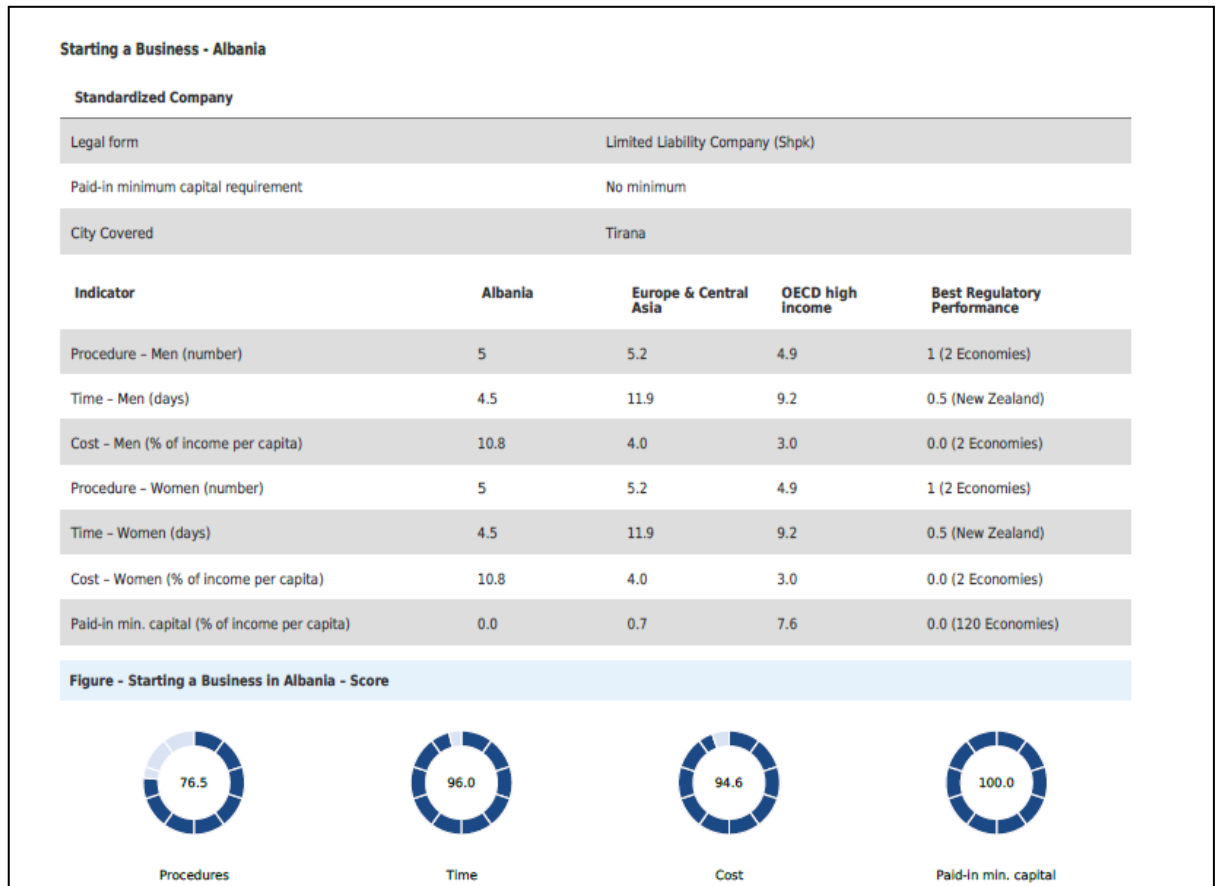 Starting a Business - Albania
Standardized Company
Legal form Limited Liability Company (Shpk)
Paid-in minimum capital requirement No minimum
City Covered Tirana
Indicator Albania Europe & Central Asia OECD high income Best Regulatory Performance
Procedure – Men (number) 5 5.2 4.9 1 (2 Economies)
Time – Men (days) 4.5 11.9 9.2 0.5 (New Zealand)
Cost – Men (% of income per capita) 10.8 4.0 3.0 0.0 (2 Economies)
Procedure – Women (number) 5 5.2 4.9 1 (2 Economies)
Time – Women (days) 4.5 11.9 9.2 0.5 (New Zealand)
Cost – Women (% of income per capita) 10.8 4.0 3.0 0.0 (2 Economies)
Paid-in min. capital (% of income per capita) 0.0 0.7 7.6 0.0 (120 Economies)
Figure – Starting a Business in Albania – Score
76.5 96.0 94.6 100.0
Procedures Time Cost Paid-in min. capital